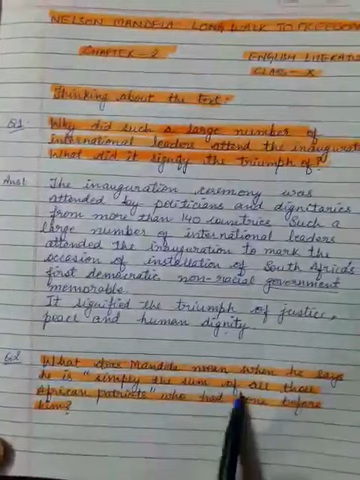 NELSON MANDELA LONG WALK TO FREEDOM
CHAPTER-2
ENGLISH LITERATU
CLASS-X
Thinking about the text:-
Q1. Why did such a large number of
international leaders attend the inaugurat
What did it signify the triumph of?
Ans1. The inauguration ceremony was
attended by politicians and dignitaries
from more than 140 countries Such a
large number of international leaders
attended the inauguration to mark the
occasion of installation of South Africa's
first democratic non-racial government
memorable.
It signified the triumph of justice,
peace and human dignity.
Q2. What does Mandela mean when he says
he is "simply the sum of all those
African patriots" who had gone before
him?